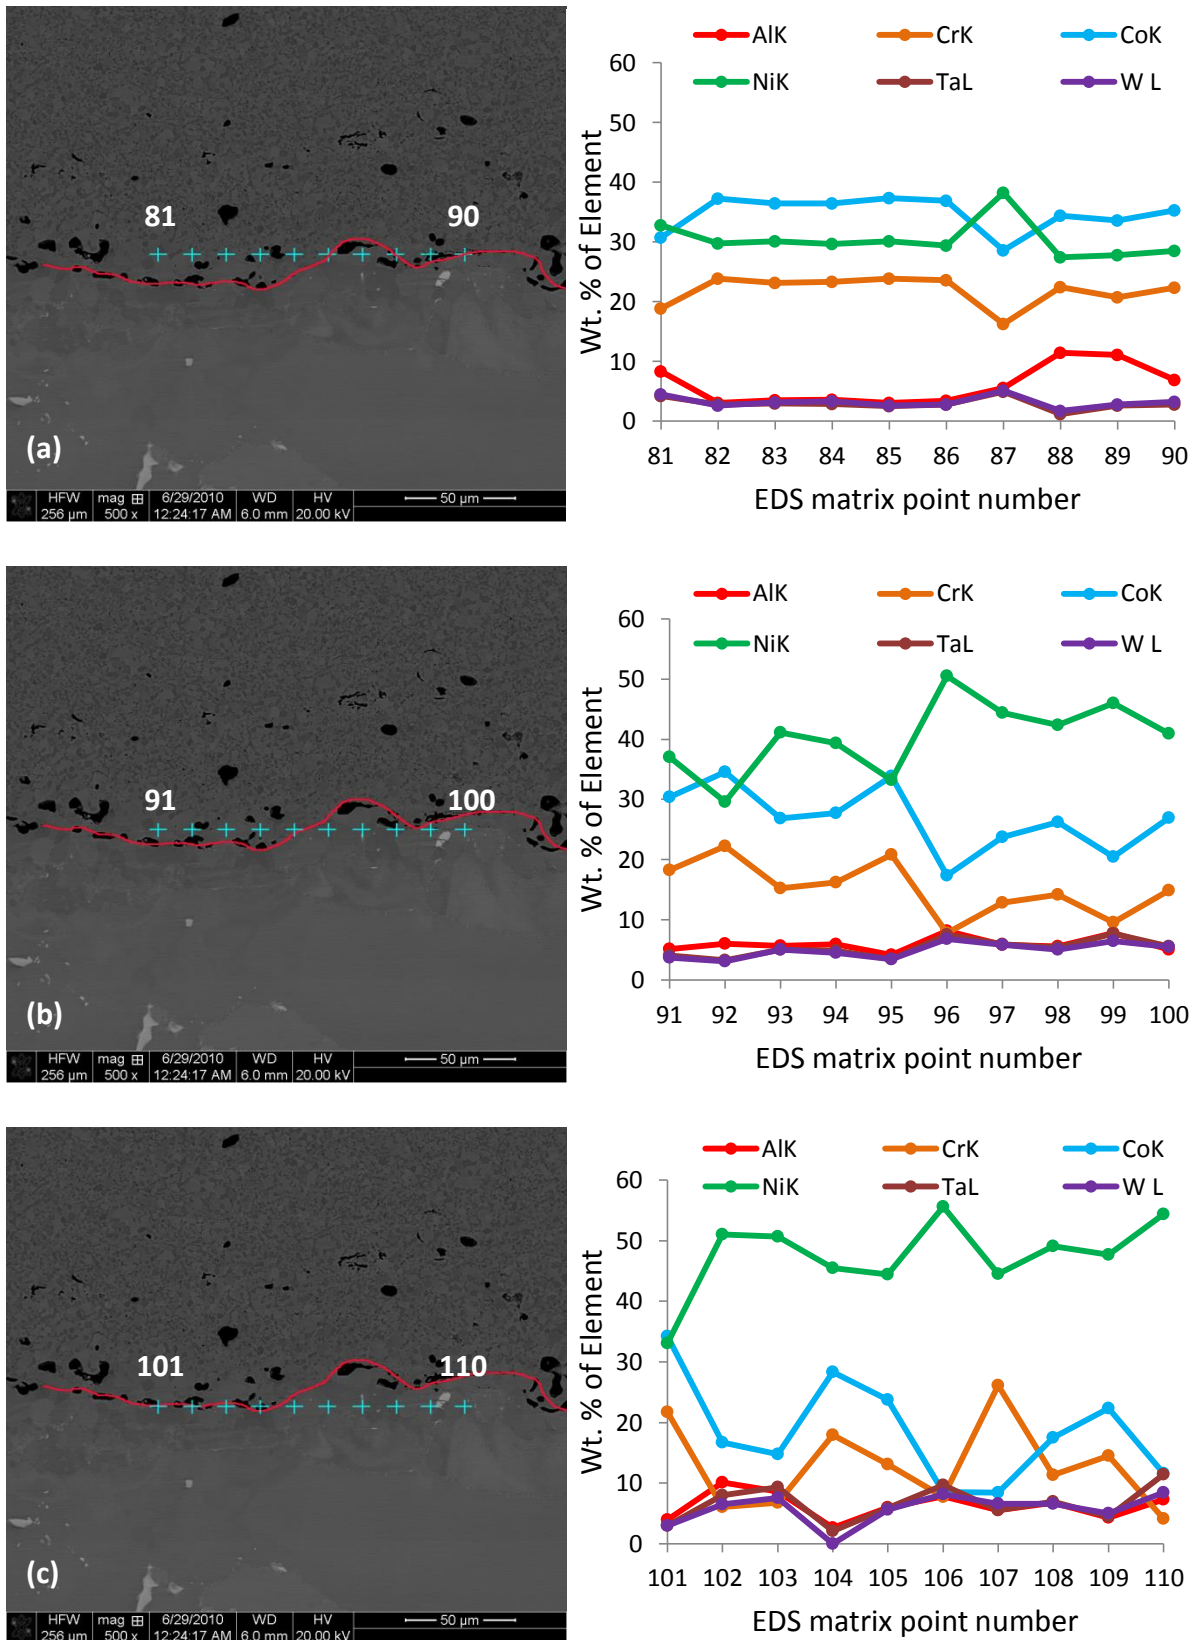 AlK CrK CoK
60
NiK TaL W L
50
40
30
20
10
0
Wt. % of Element
81 82 83 84 85 86 87 88 89 90
EDS matrix point number
81 90
(a)
HFW mag 6/29/2010 WD HV
50 µm
256 µm 500 x 12:24:17 AM 6.0 mm 20.00 kV
AlK CrK CoK
60
NiK TaL W L
50
40
30
20
10
0
Wt. % of Element
91 92 93 94 95 96 97 98 99 100
EDS matrix point number
91 100
(b)
HFW mag 6/29/2010 WD HV
50 µm
256 µm 500 x 12:24:17 AM 6.0 mm 20.00 kV
AlK CrK CoK
60
NiK TaL W L
50
40
30
20
10
0
Wt. % of Element
101 102 103 104 105 106 107 108 109 110
EDS matrix point number
101 110
(c)
HFW mag 6/29/2010 WD HV
50 µm
256 µm 500 x 12:24:17 AM 6.0 mm 20.00 kV